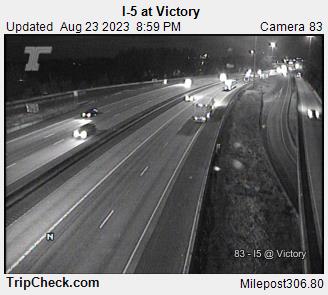 I-5 at Victory
Updated Aug 23 2023 8:59 PM Camera 83
N
83 - I5 @ Victory
TripCheck.com Milepost306.80